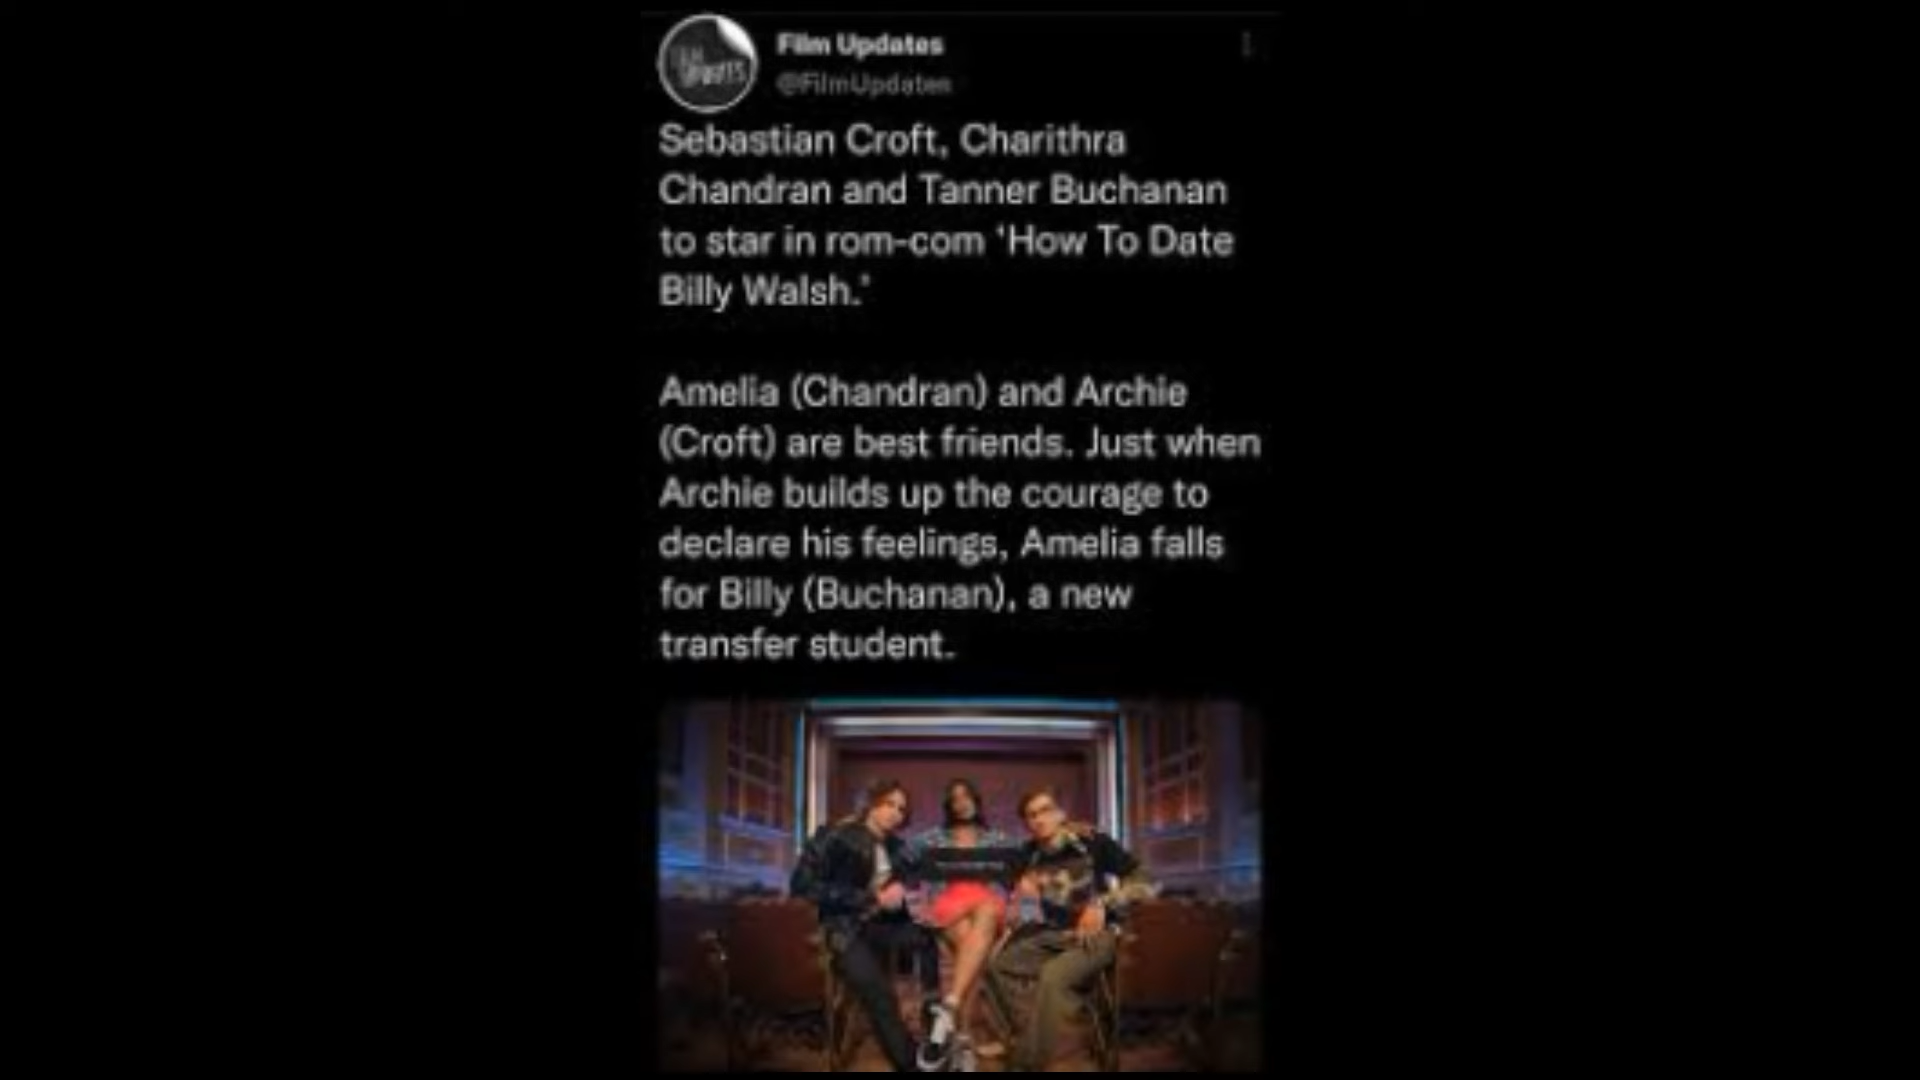 Film Updates
@FilmUpdates
Sebastian Croft, Charithra
Chandran and Tanner Buchanan
to star in rom-com ‘How To Date
Billy Walsh.’
Amelia (Chandran) and Archie
(Croft) are best friends. Just when
Archie builds up the courage to
declare his feelings, Amelia falls
for Billy (Buchanan), a new
transfer student.